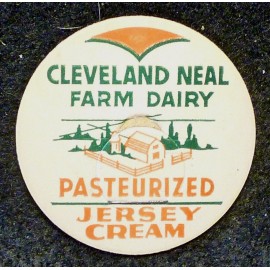 CLEVELAND NEAL
FARM DAIRY
PASTEURIZED
JERSEY
CREAM